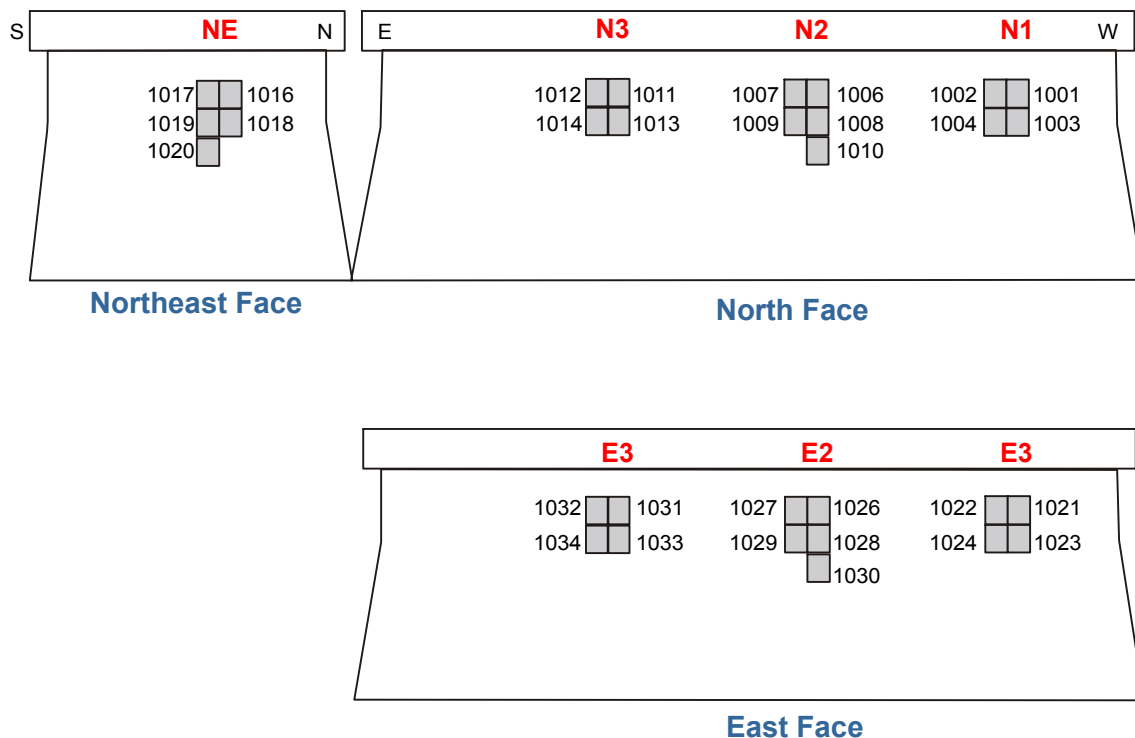 S NE N E N3 N2 N1 W
1017 1016 1012 1011 1007 1006 1002 1001
1019 1018 1014 1013 1009 1008 1004 1003
1020 1010
Northeast Face North Face
E3 E2 E3
1032 1031 1027 1026 1022 1021
1034 1033 1029 1028 1024 1023
1030
East Face